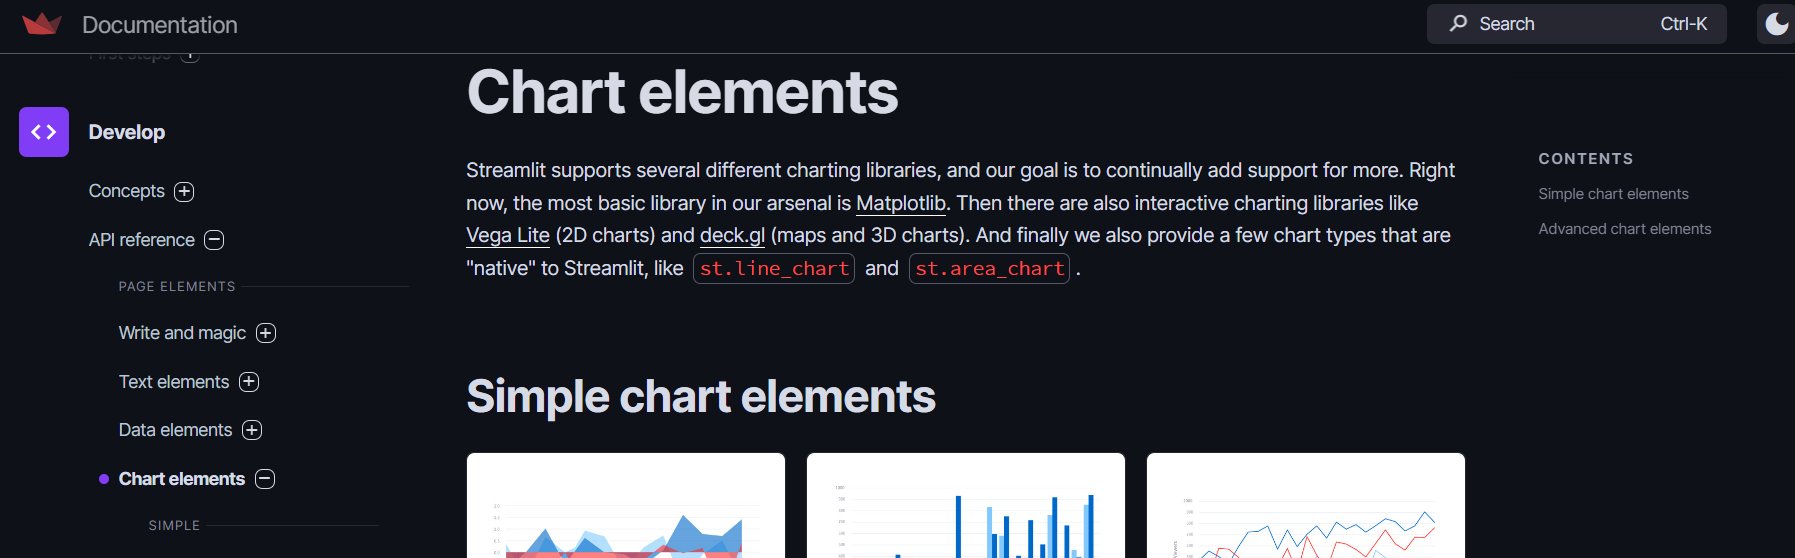 Documentation
Search Ctrl-K
First steps
Develop
Concepts
API reference
PAGE ELEMENTS
Write and magic
Text elements
Data elements
Chart elements
SIMPLE
Chart elements
Streamlit supports several different charting libraries, and our goal is to continually add support for more. Right
now, the most basic library in our arsenal is Matplotlib. Then there are also interactive charting libraries like
Vega Lite (2D charts) and deck.gl (maps and 3D charts). And finally we also provide a few chart types that are
"native" to Streamlit, like st.line_chart and st.area_chart .
Simple chart elements
CONTENTS
Simple chart elements
Advanced chart elements